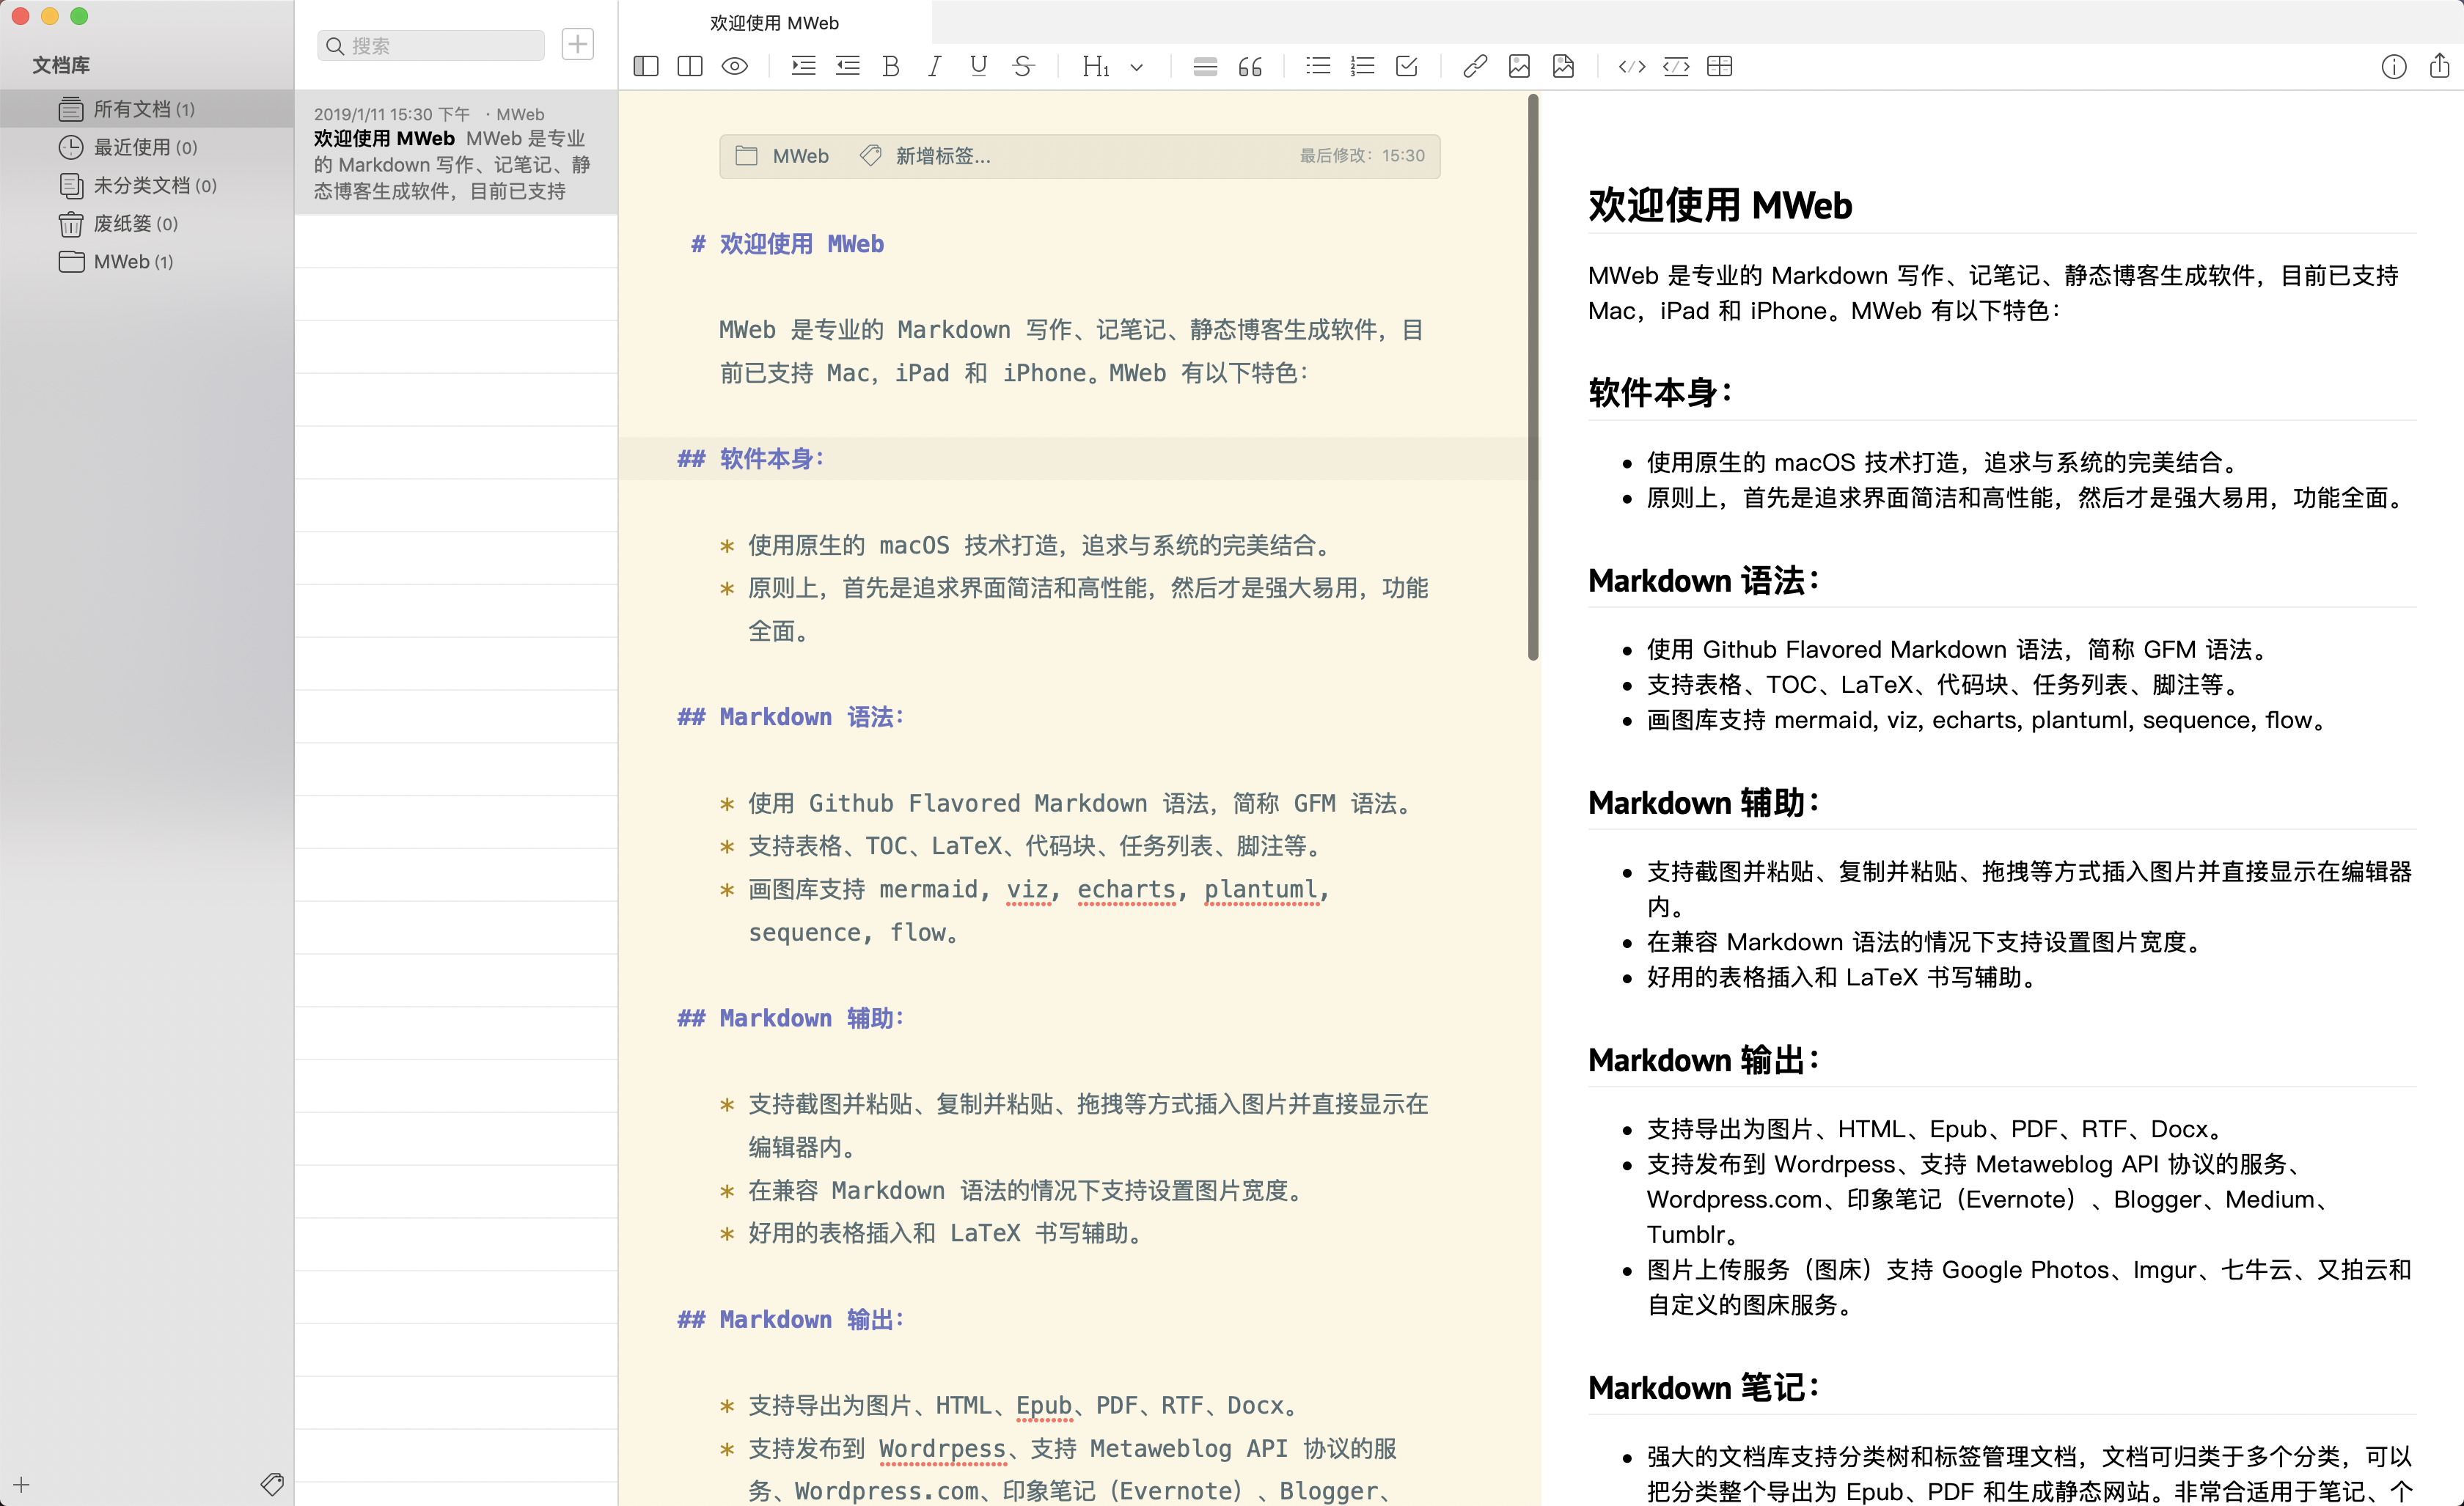 文档库
所有文档 (1)
最近使用 (0)
未分类文档 (0)
废纸篓 (0)
MWeb (1)
搜索
2019/1/11 15:30 下午 · MWeb
欢迎使用 MWeb MWeb 是专业
的 Markdown 写作、记笔记、静
态博客生成软件，目前已支持
欢迎使用 MWeb
H1
MWeb 新增标签... 最后修改：15:30
# 欢迎使用 MWeb
MWeb 是专业的 Markdown 写作、记笔记、静态博客生成软件，目
前已支持 Mac，iPad 和 iPhone。MWeb 有以下特色：
## 软件本身：
* 使用原生的 macOS 技术打造，追求与系统的完美结合。
* 原则上，首先是追求界面简洁和高性能，然后才是强大易用，功能
全面。
## Markdown 语法：
* 使用 Github Flavored Markdown 语法，简称 GFM 语法。
* 支持表格、TOC、LaTeX、代码块、任务列表、脚注等。
* 画图库支持 mermaid, viz, echarts, plantuml,
sequence, flow。
## Markdown 辅助：
* 支持截图并粘贴、复制并粘贴、拖拽等方式插入图片并直接显示在
编辑器内。
* 在兼容 Markdown 语法的情况下支持设置图片宽度。
* 好用的表格插入和 LaTeX 书写辅助。
## Markdown 输出：
* 支持导出为图片、HTML、Epub、PDF、RTF、Docx。
* 支持发布到 Wordrpess、支持 Metaweblog API 协议的服
务、Wordpress.com、印象笔记（Evernote）、Blogger、
欢迎使用 MWeb
MWeb 是专业的 Markdown 写作、记笔记、静态博客生成软件，目前已支持
Mac，iPad 和 iPhone。MWeb 有以下特色：
软件本身：
• 使用原生的 macOS 技术打造，追求与系统的完美结合。
• 原则上，首先是追求界面简洁和高性能，然后才是强大易用，功能全面。
Markdown 语法：
• 使用 Github Flavored Markdown 语法，简称 GFM 语法。
• 支持表格、TOC、LaTeX、代码块、任务列表、脚注等。
• 画图库支持 mermaid, viz, echarts, plantuml, sequence, flow。
Markdown 辅助：
• 支持截图并粘贴、复制并粘贴、拖拽等方式插入图片并直接显示在编辑器
内。
• 在兼容 Markdown 语法的情况下支持设置图片宽度。
• 好用的表格插入和 LaTeX 书写辅助。
Markdown 输出：
• 支持导出为图片、HTML、Epub、PDF、RTF、Docx。
• 支持发布到 Wordrpess、支持 Metaweblog API 协议的服务、
Wordpress.com、印象笔记（Evernote）、Blogger、Medium、
Tumblr。
• 图片上传服务（图床）支持 Google Photos、Imgur、七牛云、又拍云和
自定义的图床服务。
Markdown 笔记：
• 强大的文档库支持分类树和标签管理文档，文档可归类于多个分类，可以
把分类整个导出为 Epub、PDF 和生成静态网站。非常合适用于笔记、个